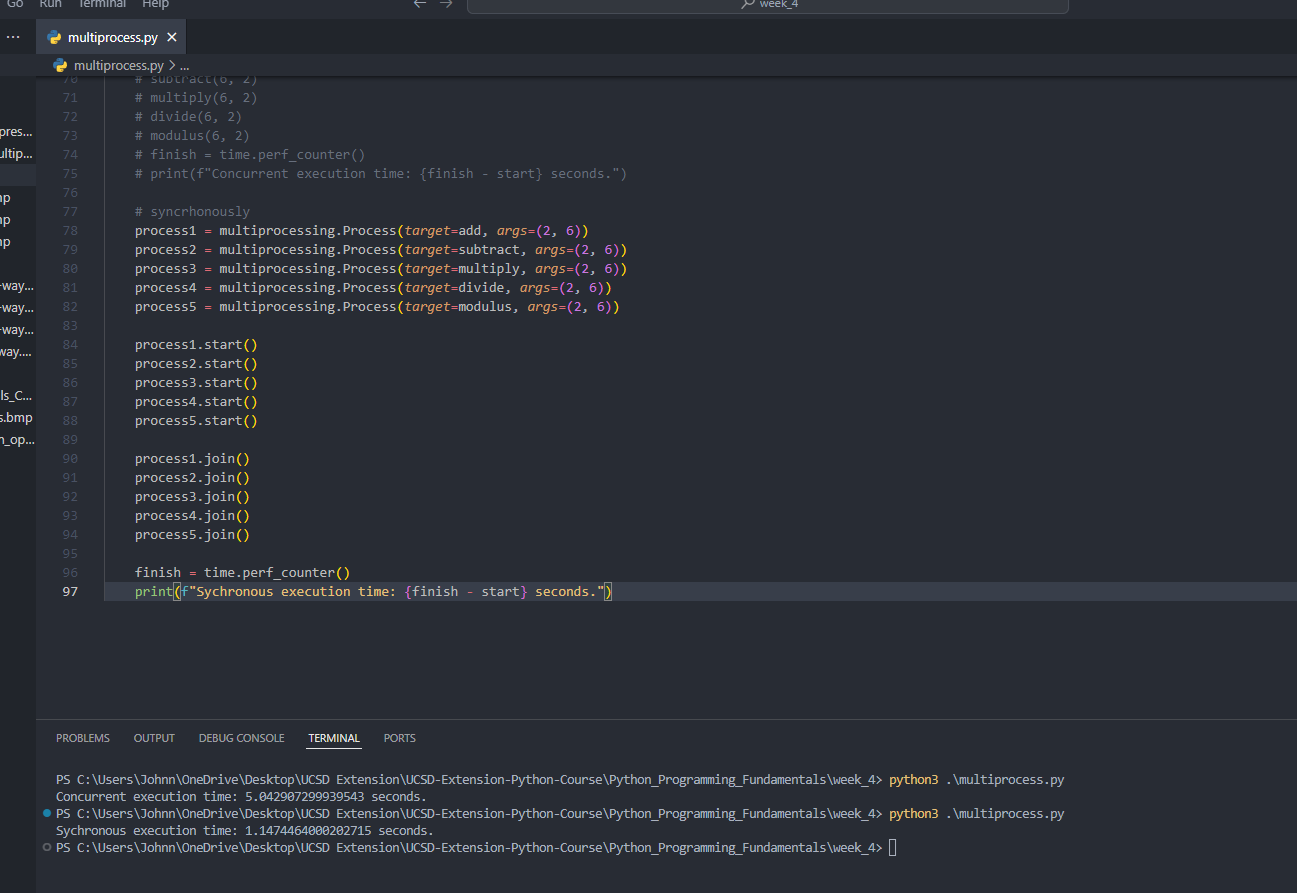 Go Run Terminal Help
week_4
... multiprocess.py ×
multiprocess.py > ...
70 # subtract(6, 2)
71 # multiply(6, 2)
72 # divide(6, 2)
73 # modulus(6, 2)
74 # finish = time.perf_counter()
75 # print(f"Concurrent execution time: {finish - start} seconds.")
76
77 # syncrhonously
78 process1 = multiprocessing.Process(target=add, args=(2, 6))
79 process2 = multiprocessing.Process(target=subtract, args=(2, 6))
80 process3 = multiprocessing.Process(target=multiply, args=(2, 6))
81 process4 = multiprocessing.Process(target=divide, args=(2, 6))
82 process5 = multiprocessing.Process(target=modulus, args=(2, 6))
83
84 process1.start()
85 process2.start()
86 process3.start()
87 process4.start()
88 process5.start()
89
90 process1.join()
91 process2.join()
92 process3.join()
93 process4.join()
94 process5.join()
95
96 finish = time.perf_counter()
97 print(f"Sychronous execution time: {finish - start} seconds.")
pres...
ultip...
np
np
np
-way...
-way...
-way...
way....
ls_C...
s.bmp
n_op...
PROBLEMS OUTPUT DEBUG CONSOLE TERMINAL PORTS
PS C:\Users\Johnn\OneDrive\Desktop\UCSD Extension\UCSD-Extension-Python-Course\Python_Programming_Fundamentals\week_4> python3 .\multiprocess.py
Concurrent execution time: 5.042907299939543 seconds.
PS C:\Users\Johnn\OneDrive\Desktop\UCSD Extension\UCSD-Extension-Python-Course\Python_Programming_Fundamentals\week_4> python3 .\multiprocess.py
Sychronous execution time: 1.1474464000202715 seconds.
PS C:\Users\Johnn\OneDrive\Desktop\UCSD Extension\UCSD-Extension-Python-Course\Python_Programming_Fundamentals\week_4>